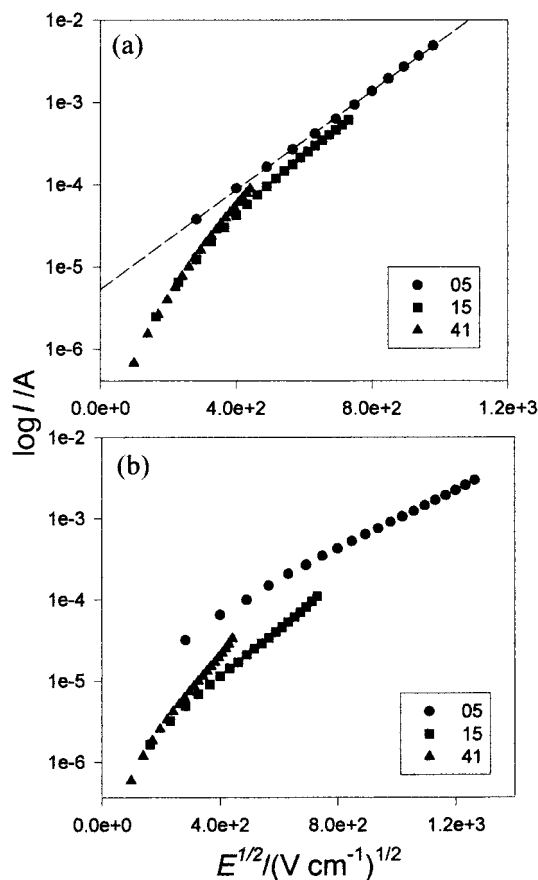 1e-2
(a)
1e-3
1e-4
1e-5
1e-6
05
15
41
0.0e+0 4.0e+2 8.0e+2 1.2e+3
log I /A
1e-2
(b)
1e-3
1e-4
1e-5
1e-6
05
15
41
0.0e+0 4.0e+2 8.0e+2 1.2e+3
E^{1/2}/(V cm^{-1})^{1/2}